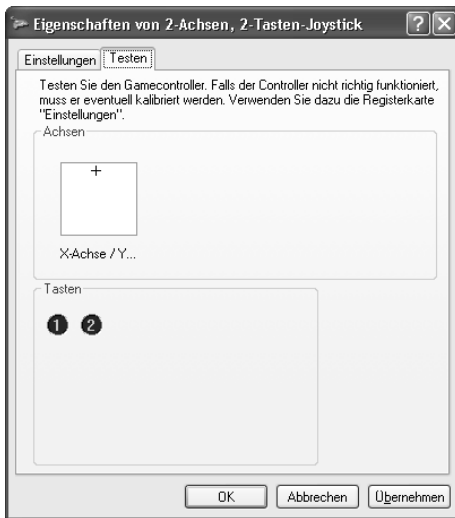 Eigenschaften von 2-Achsen, 2-Tasten-Joystick
Einstellungen Testen
Testen Sie den Gamecontroller. Falls der Controller nicht richtig funktioniert,
muss er eventuell kalibriert werden. Verwenden Sie dazu die Registerkarte
"Einstellungen".
Achsen
X-Achse / Y...
Tasten
1 2
OK Abbrechen Übernehmen